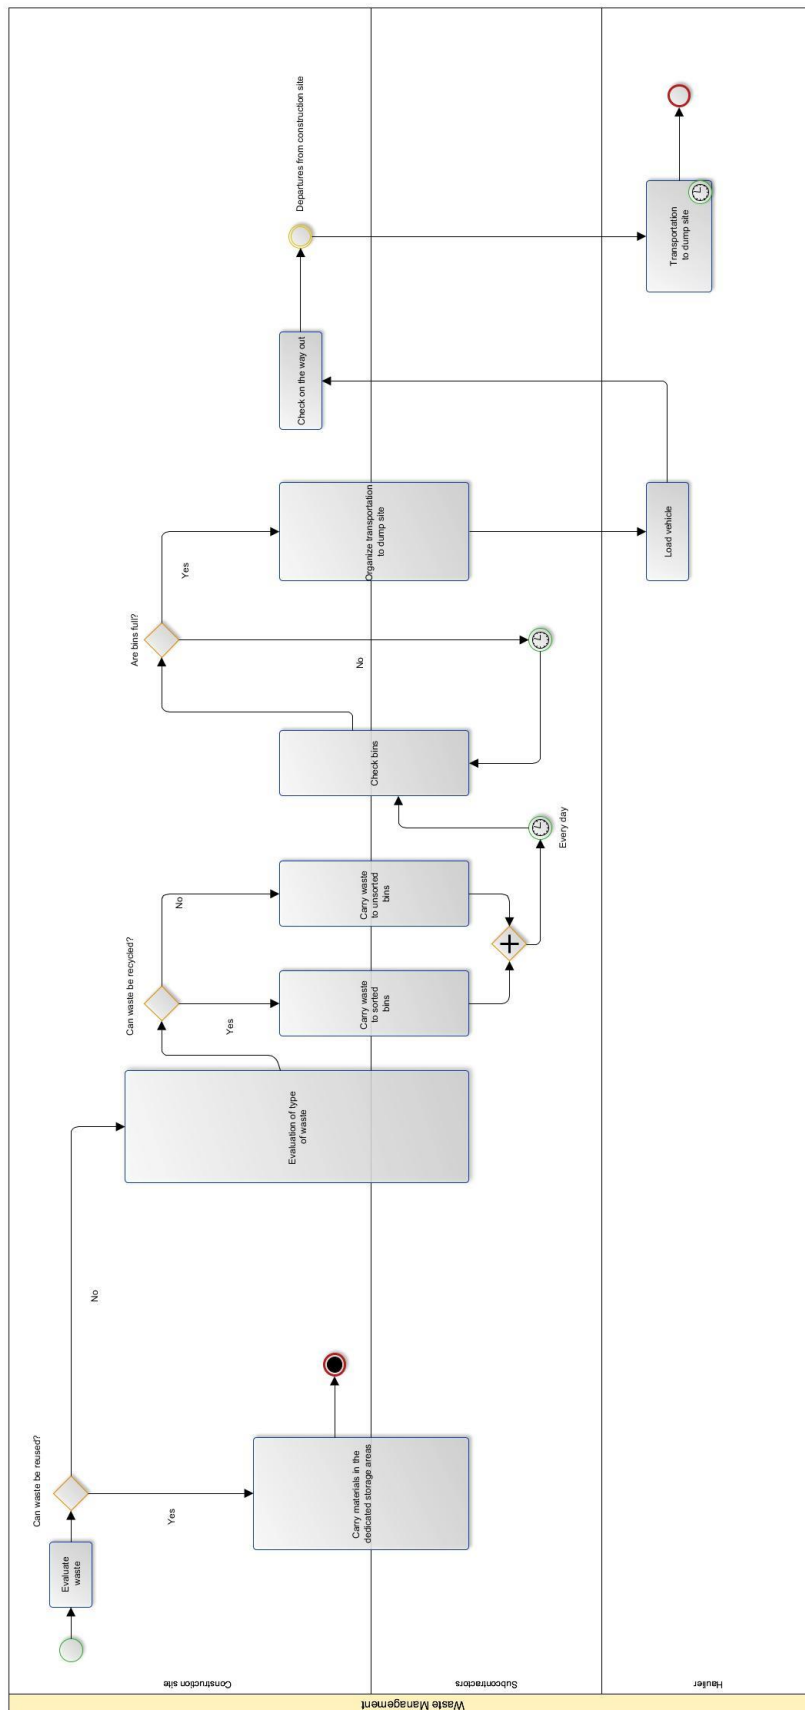 Waste Management
Construction site
Subcontractors
Haulier
Evaluate
waste
Can waste be reused?
Yes
No
Carry materials in the
dedicated storage areas
Evaluation of type
of waste
Can waste be recycled?
Yes
No
Carry waste
to sorted
bins
Carry waste
to unsorted
bins
Every day
Check bins
Are bins full?
No
Yes
Organize transportation
to dump site
Load vehicle
Check on the way out
Departures from construction site
Transportation
to dump site